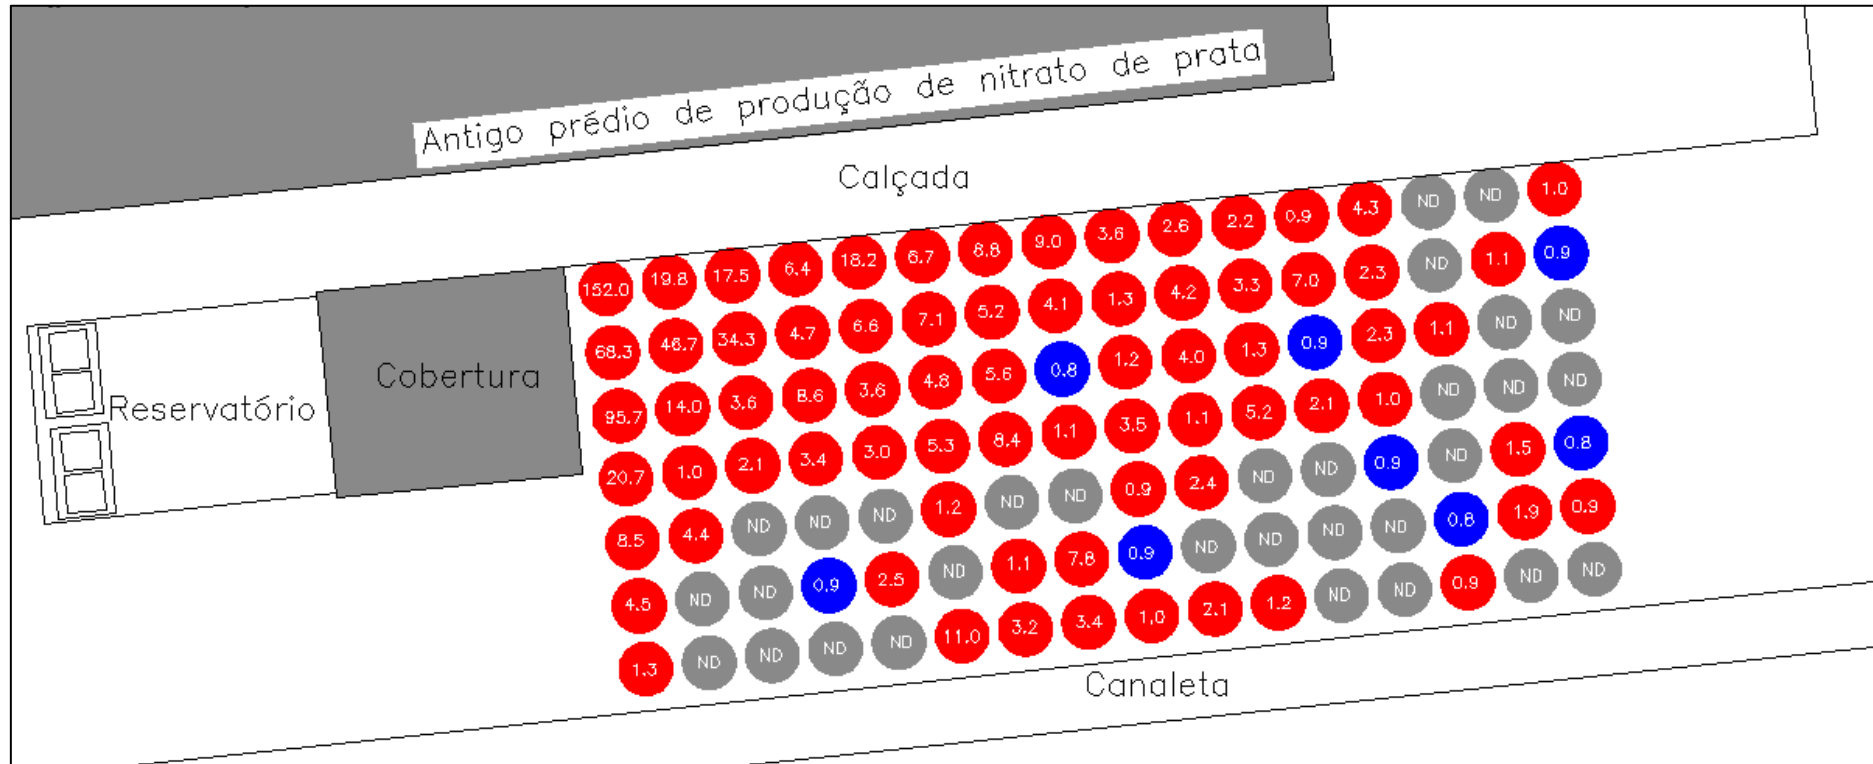 Antigo prédio de produção de nitrato de prata
Calçada
152.0 19.8 17.5 6.4 18.2 6.7 8.8 9.0 3.6 2.6 2.2 0.9 4.3 ND ND 1.0
68.3 46.7 34.3 4.7 6.6 7.1 5.2 4.1 1.3 4.2 3.3 7.0 2.3 ND 1.1 0.9
95.7 14.0 3.6 8.6 3.6 4.8 5.6 0.8 1.2 4.0 1.3 0.9 2.3 1.1 ND ND
20.7 1.0 2.1 3.4 3.0 5.3 8.4 1.1 3.5 1.1 5.2 2.1 1.0 ND ND ND
8.5 4.4 ND ND ND 1.2 ND ND 0.9 2.4 ND ND 0.9 ND 1.5 0.8
4.5 ND ND 0.9 2.5 ND 1.1 7.8 0.9 ND ND ND ND 0.8 1.9 0.9
1.3 ND ND ND ND 11.0 3.2 3.4 1.0 2.1 1.2 ND ND 0.9 ND ND
Cobertura
Reservatório
Canaleta